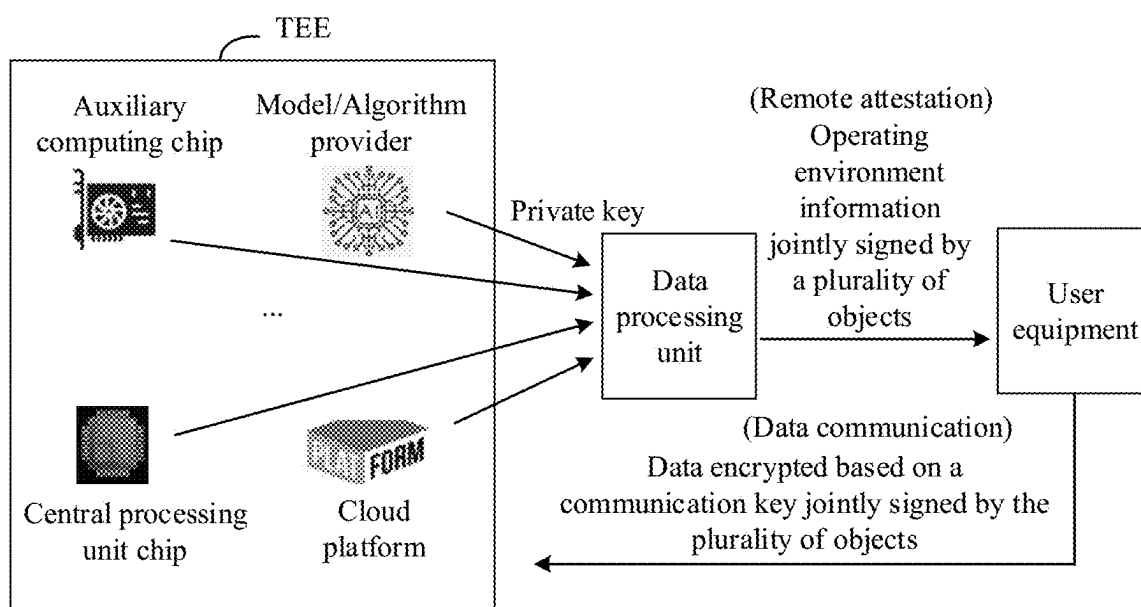 TEE
Auxiliary
computing chip
Model/Algorithm
provider
AI
...
Central processing
unit chip
FORM
Cloud
platform
Private key
Data
processing
unit
(Remote attestation)
Operating
environment
information
jointly signed by
a plurality of
objects
User
equipment
(Data communication)
Data encrypted based on a
communication key jointly signed by the
plurality of objects